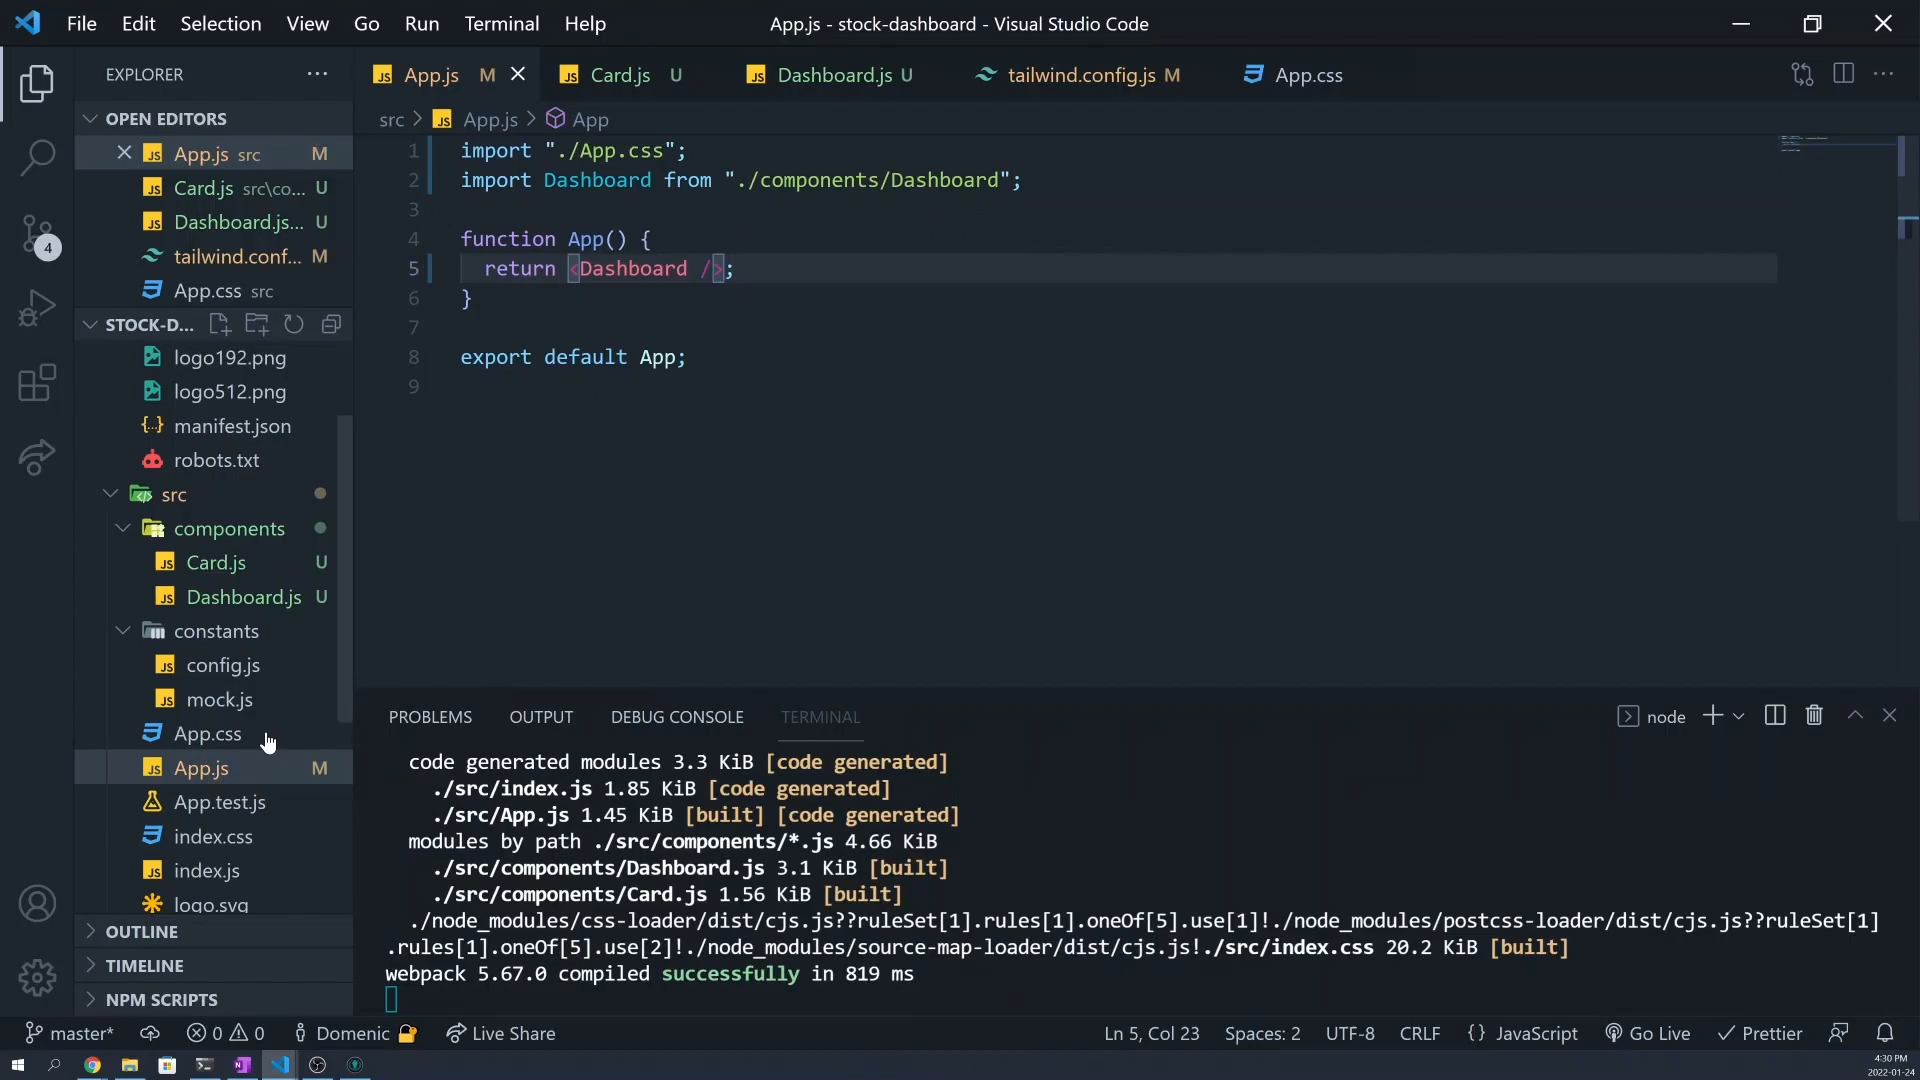 File Edit Selection View Go Run Terminal Help
App.js - stock-dashboard - Visual Studio Code
EXPLORER
App.js M
Card.js U
Dashboard.js U
tailwind.config.js M
App.css
OPEN EDITORS
App.js src M
Card.js src\co... U
Dashboard.js... U
tailwind.conf... M
App.css src
STOCK-D...
logo192.png
logo512.png
manifest.json
robots.txt
src
components
Card.js U
Dashboard.js U
constants
config.js
mock.js
App.css
App.js M
App.test.js
index.css
index.js
logo.svg
OUTLINE
TIMELINE
NPM SCRIPTS
4
src > App.js > App
1 import "./App.css";
2 import Dashboard from "./components/Dashboard";
3
4 function App() {
5 return <Dashboard />;
6 }
7
8 export default App;
9
PROBLEMS OUTPUT DEBUG CONSOLE TERMINAL
node
code generated modules 3.3 KiB [code generated]
./src/index.js 1.85 KiB [code generated]
./src/App.js 1.45 KiB [built] [code generated]
modules by path ./src/components/*.js 4.66 KiB
./src/components/Dashboard.js 3.1 KiB [built]
./src/components/Card.js 1.56 KiB [built]
./node_modules/css-loader/dist/cjs.js??ruleSet[1].rules[1].oneOf[5].use[1]!./node_modules/postcss-loader/dist/cjs.js??ruleSet[1]
.rules[1].oneOf[5].use[2]!./node_modules/source-map-loader/dist/cjs.js!./src/index.css 20.2 KiB [built]
webpack 5.67.0 compiled successfully in 819 ms
master* 0 0 Domenic Live Share
Ln 5, Col 23 Spaces: 2 UTF-8 CRLF {} JavaScript Go Live Prettier
4:30 PM
2022-01-24